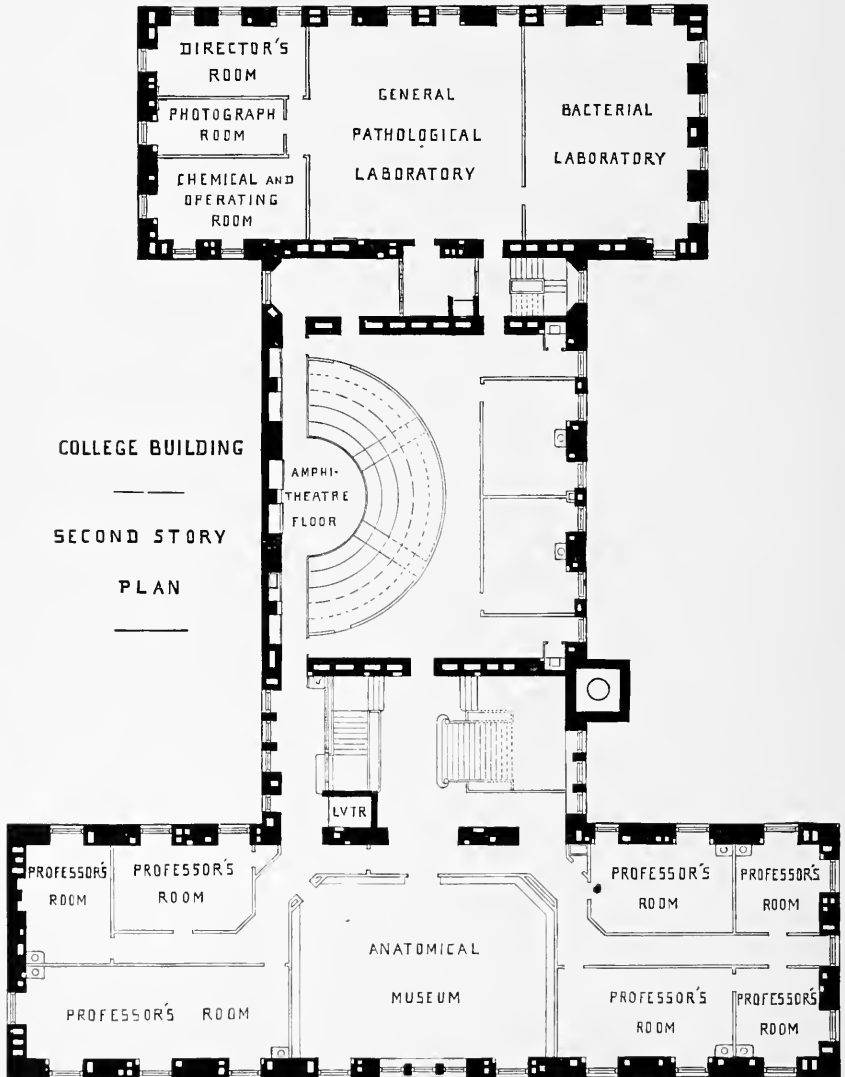 DIRECTOR'S
ROOM
PHOTOGRAPH
ROOM
CHEMICAL AND
OPERATING
ROOM
GENERAL
PATHOLOGICAL
LABORATORY
BACTERIAL
LABORATORY
COLLEGE BUILDING
SECOND STORY
PLAN
AMPHI-
THEATRE
FLOOR
LVTR
PROFESSOR'S
ROOM
PROFESSOR'S
ROOM
PROFESSOR'S
ROOM
PROFESSOR'S
ROOM
ANATOMICAL
MUSEUM
PROFESSOR'S ROOM
PROFESSOR'S
ROOM
PROFESSOR'S
ROOM